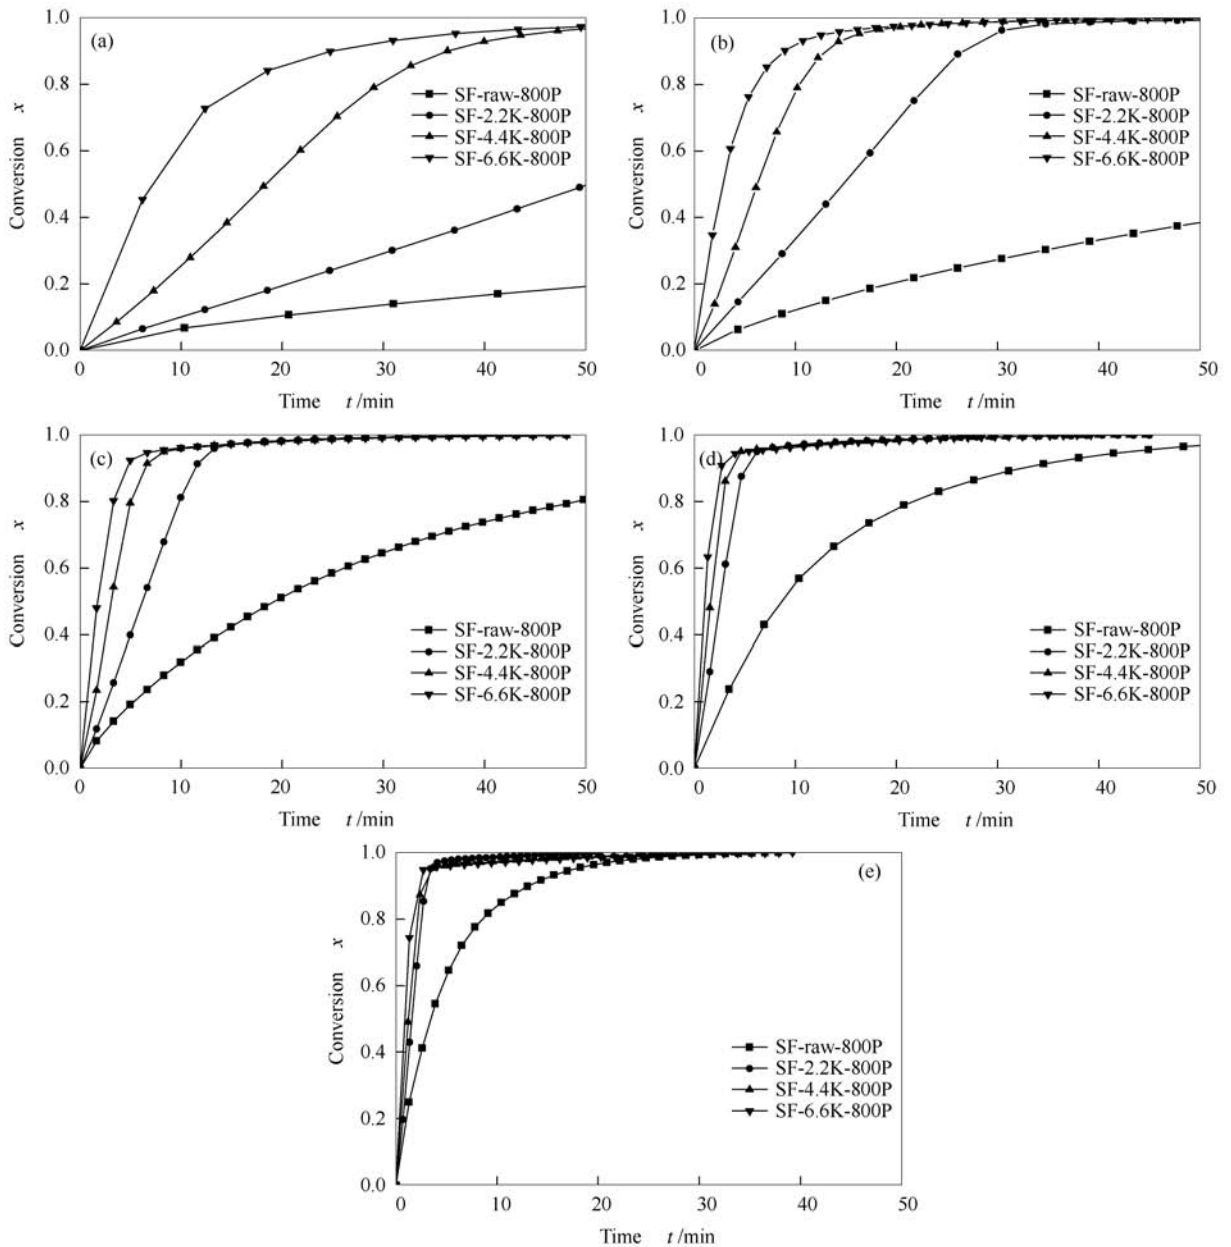 (a)
1.0
0.8
0.6
0.4
0.2
0.0
Conversion x
SF-raw-800P
SF-2.2K-800P
SF-4.4K-800P
SF-6.6K-800P
0 10 20 30 40 50
Time t /min
(b)
1.0
0.8
0.6
0.4
0.2
0.0
Conversion x
SF-raw-800P
SF-2.2K-800P
SF-4.4K-800P
SF-6.6K-800P
0 10 20 30 40 50
Time t /min
(c)
1.0
0.8
0.6
0.4
0.2
0.0
Conversion x
SF-raw-800P
SF-2.2K-800P
SF-4.4K-800P
SF-6.6K-800P
0 10 20 30 40 50
Time t /min
(d)
1.0
0.8
0.6
0.4
0.2
0.0
Conversion x
SF-raw-800P
SF-2.2K-800P
SF-4.4K-800P
SF-6.6K-800P
0 10 20 30 40 50
Time t /min
(e)
1.0
0.8
0.6
0.4
0.2
0.0
Conversion x
SF-raw-800P
SF-2.2K-800P
SF-4.4K-800P
SF-6.6K-800P
0 10 20 30 40 50
Time t /min